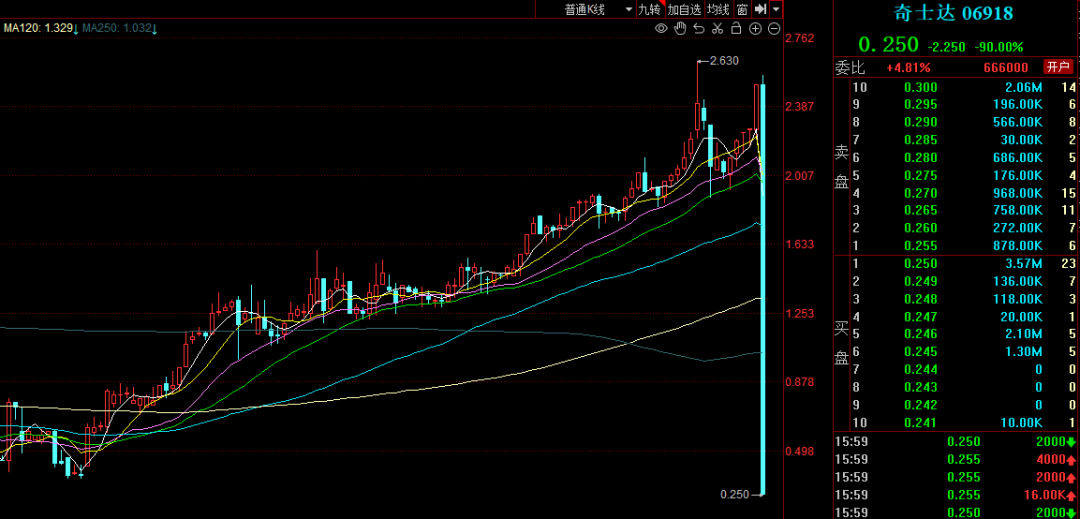 普通K线 九转 加自选 均线 窗
MA120: 1.329↓ MA250: 1.032↓
2.762
2.630
2.387
2.007
1.633
1.253
0.878
0.498
0.250
奇士达 06918
0.250 -2.250 -90.00%
委比 +4.81% 666000 开户
卖盘
10 0.300 2.06M 14
9 0.295 196.00K 6
8 0.290 566.00K 8
7 0.285 30.00K 2
6 0.280 686.00K 5
5 0.275 176.00K 4
4 0.270 968.00K 15
3 0.265 758.00K 11
2 0.260 272.00K 7
1 0.255 878.00K 6
买盘
1 0.250 3.57M 23
2 0.249 136.00K 7
3 0.248 118.00K 3
4 0.247 20.00K 1
5 0.246 2.10M 5
6 0.245 1.30M 5
7 0.244 0 0
8 0.243 0 0
9 0.242 0 0
10 0.241 10.00K 1
15:59 0.250 2000↓
15:59 0.255 4000↑
15:59 0.255 2000↑
15:59 0.255 16.00K↑
15:59 0.250 2000↓